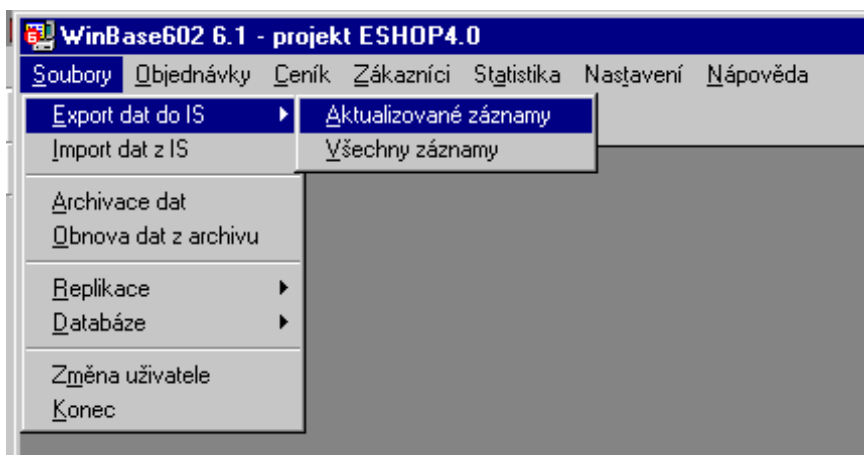 WinBase602 6.1 - projekt ESHOP4.0
Soubory Objednávky Ceník Zákazníci Statistika Nastavení Nápověda
Export dat do IS
Import dat z IS
Archivace dat
Obnova dat z archivu
Replikace
Databáze
Změna uživatele
Konec
Aktualizované záznamy
Všechny záznamy